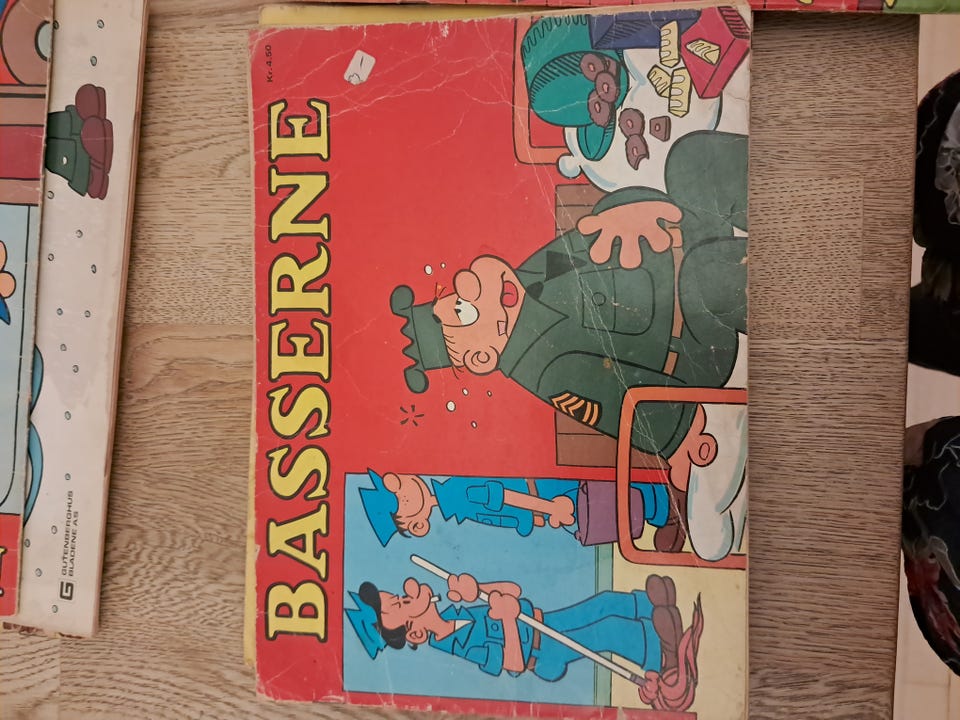 Kr. 4.50
BASSERNE
GUTENBERGHUS
BLADENE AS